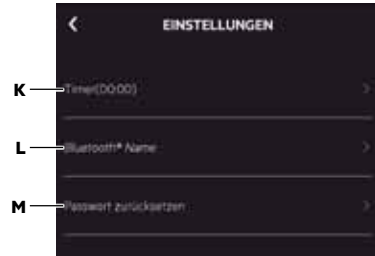 EINSTELLUNGEN
K Timer(00:00)
L Bluetooth® Name
M Passwort zurücksetzen